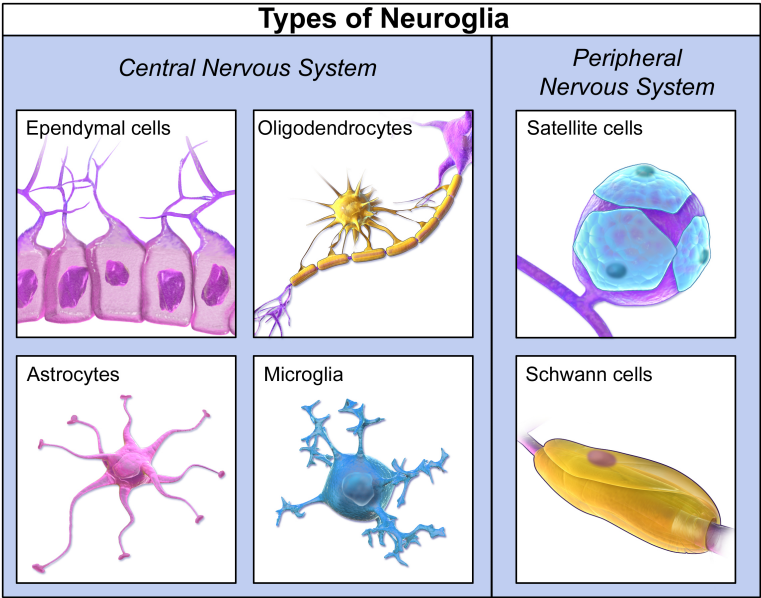 Types of Neuroglia
Central Nervous System
Peripheral
Nervous System
Ependymal cells
Oligodendrocytes
Satellite cells
Astrocytes
Microglia
Schwann cells